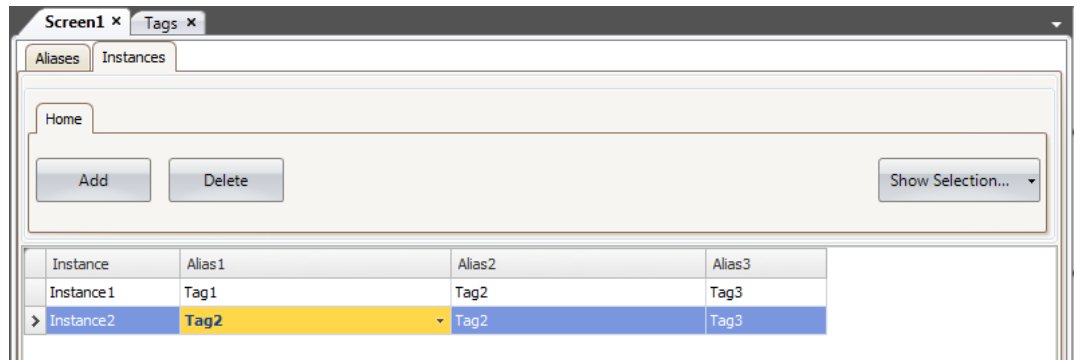 Screen1 × Tags ×
Aliases Instances
Home
Add Delete Show Selection...
Instance Alias1 Alias2 Alias3
Instance1 Tag1 Tag2 Tag3
Instance2 Tag2 Tag2 Tag3